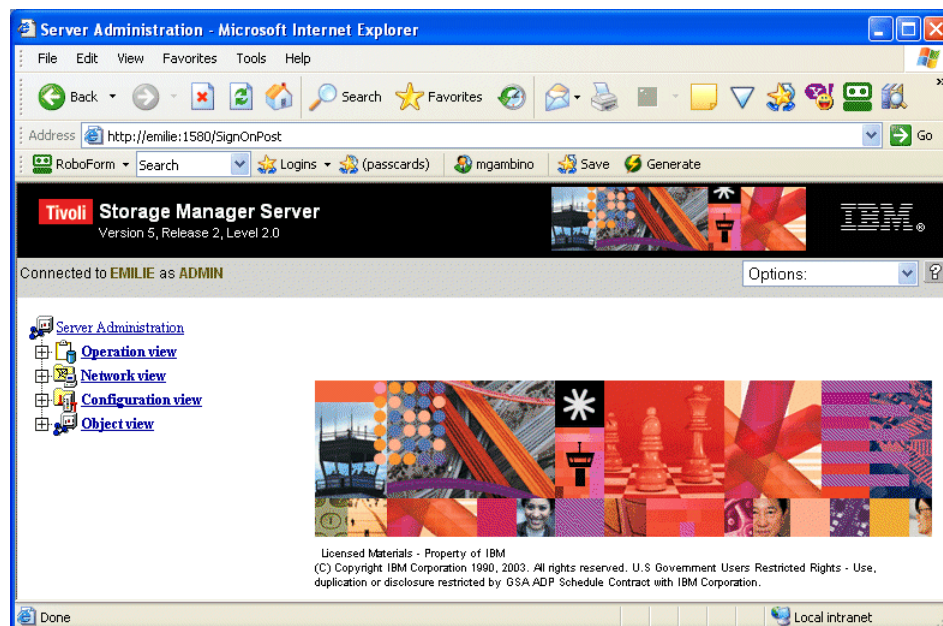 Server Administration - Microsoft Internet Explorer
File Edit View Favorites Tools Help
Back Search Favorites »
Address http://emilie:1580/SignOnPost Go
RoboForm Search Logins (passcards) mgambino Save Generate
Tivoli Storage Manager Server
Version 5, Release 2, Level 2.0
IBM®
Connected to EMILIE as ADMIN
Options: ?
Server Administration
Operation view
Network view
Configuration view
Object view
Licensed Materials - Property of IBM
(C) Copyright IBM Corporation 1990, 2003. All rights reserved. U.S Government Users Restricted Rights - Use,
duplication or disclosure restricted by GSA ADP Schedule Contract with IBM Corporation.
Done Local intranet